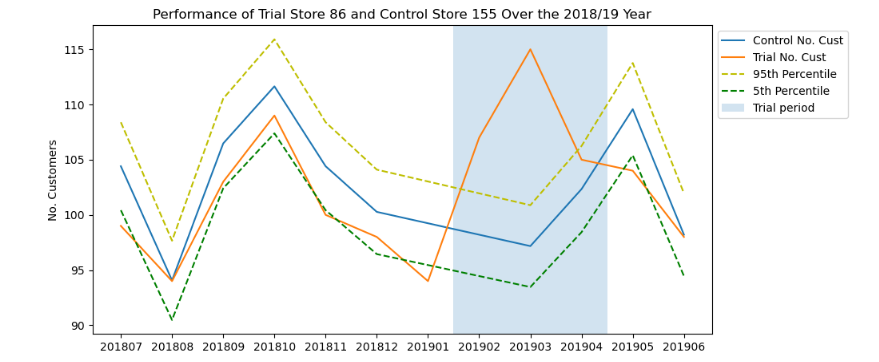 Performance of Trial Store 86 and Control Store 155 Over the 2018/19 Year
No. Customers
115
110
105
100
95
90
201807 201808 201809 201810 201811 201812 201901 201902 201903 201904 201905 201906
Control No. Cust
Trial No. Cust
95th Percentile
5th Percentile
Trial period